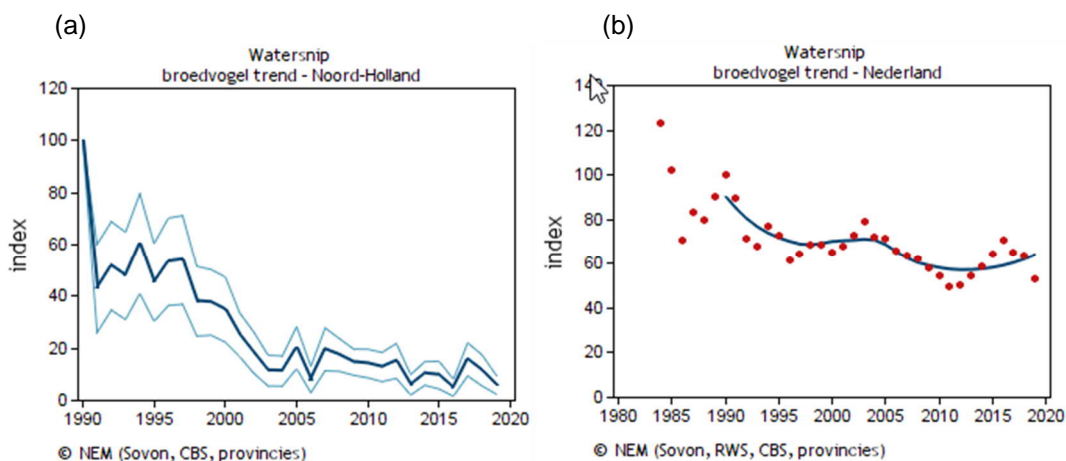 (a)
Watersnip
broedvogel trend - Noord-Holland
120
100
80
60
40
20
0
index
1990 1995 2000 2005 2010 2015 2020
© NEM (Sovon, CBS, provincies)
(b)
Watersnip
broedvogel trend - Nederland
140
120
100
80
60
40
20
0
index
1980 1985 1990 1995 2000 2005 2010 2015 2020
© NEM (Sovon, RWS, CBS, provincies)